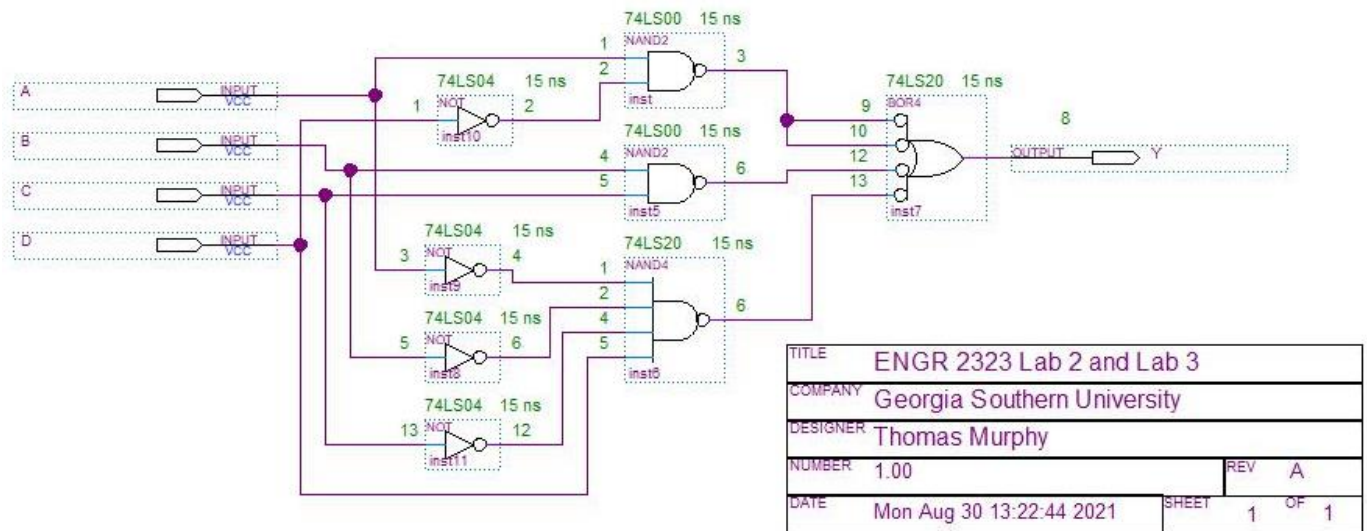 74LS00 15 ns
NAND2
1
2
3
inst
74LS04 15 ns
NOT
1
2
inst10
74LS20 15 ns
BOR4
9
10
12
13
8
inst7
A
INPUT
VCC
B
INPUT
VCC
C
INPUT
VCC
D
INPUT
VCC
74LS00 15 ns
NAND2
4
5
6
inst5
OUTPUT
Y
74LS04 15 ns
NOT
3
4
inst9
74LS20 15 ns
NAND4
1
2
4
5
6
inst6
74LS04 15 ns
NOT
5
6
inst8
74LS04 15 ns
NOT
13
12
inst11
TITLE ENGR 2323 Lab 2 and Lab 3
COMPANY Georgia Southern University
DESIGNER Thomas Murphy
NUMBER 1.00 REV A
DATE Mon Aug 30 13:22:44 2021 SHEET 1 OF 1